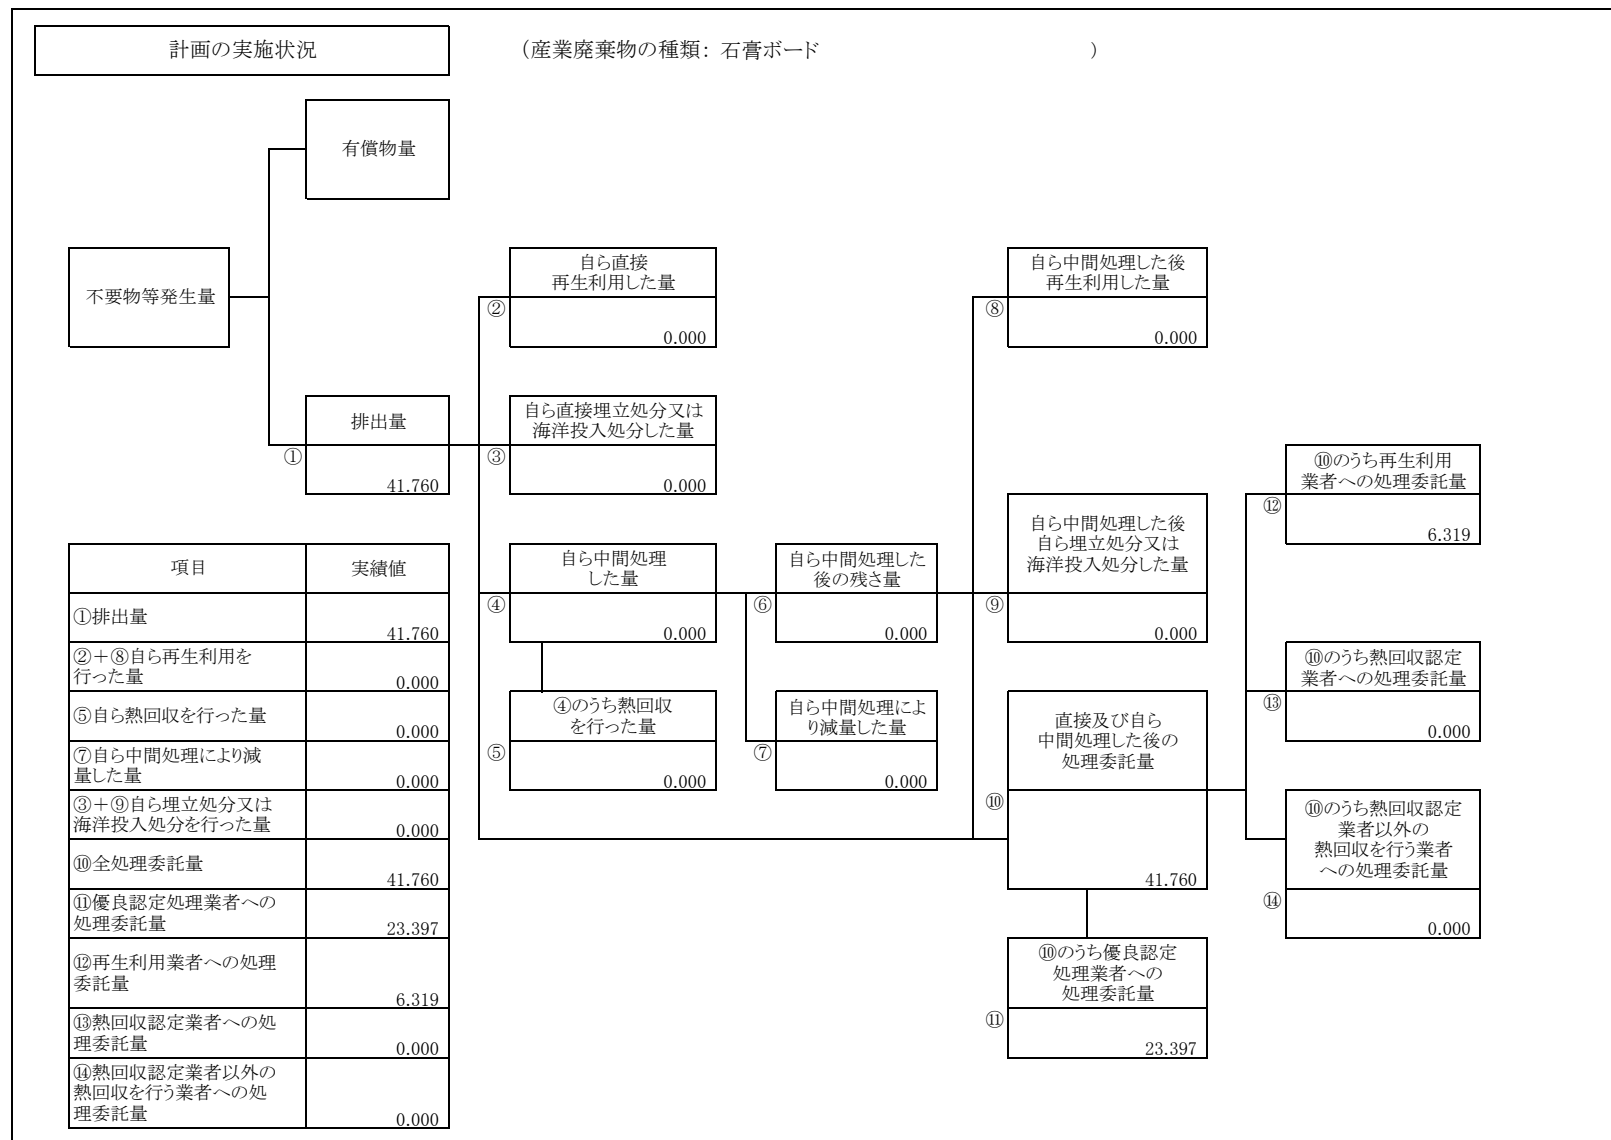 計画の実施状況
（産業廃棄物の種類： 石膏ボード ）
有償物量
不要物等発生量
自ら直接
再生利用した量
②
0.000
自ら中間処理した後
再生利用した量
⑧
0.000
排出量
①
41.760
自ら直接埋立処分又は
海洋投入処分した量
③
0.000
⑩のうち再生利用
業者への処理委託量
⑫
6.319
自ら中間処理した後
自ら埋立処分又は
海洋投入処分した量
⑨
0.000
自ら中間処理
した量
④
0.000
自ら中間処理した
後の残さ量
⑥
0.000
⑩のうち熱回収認定
業者への処理委託量
⑬
0.000
④のうち熱回収
を行った量
⑤
0.000
自ら中間処理によ
り減量した量
⑦
0.000
直接及び自ら
中間処理した後の
処理委託量
⑩
41.760
⑩のうち熱回収認定
業者以外の
熱回収を行う業者
への処理委託量
⑭
0.000
⑩のうち優良認定
処理業者への
処理委託量
⑪
23.397
項目 実績値
①排出量
41.760
②＋⑧自ら再生利用を
行った量
0.000
⑤自ら熱回収を行った量
0.000
⑦自ら中間処理により減
量した量
0.000
③＋⑨自ら埋立処分又は
海洋投入処分を行った量
0.000
⑩全処理委託量
41.760
⑪優良認定処理業者への
処理委託量
23.397
⑫再生利用業者への処理
委託量
6.319
⑬熱回収認定業者への処
理委託量
0.000
⑭熱回収認定業者以外の
熱回収を行う業者への処
理委託量
0.000